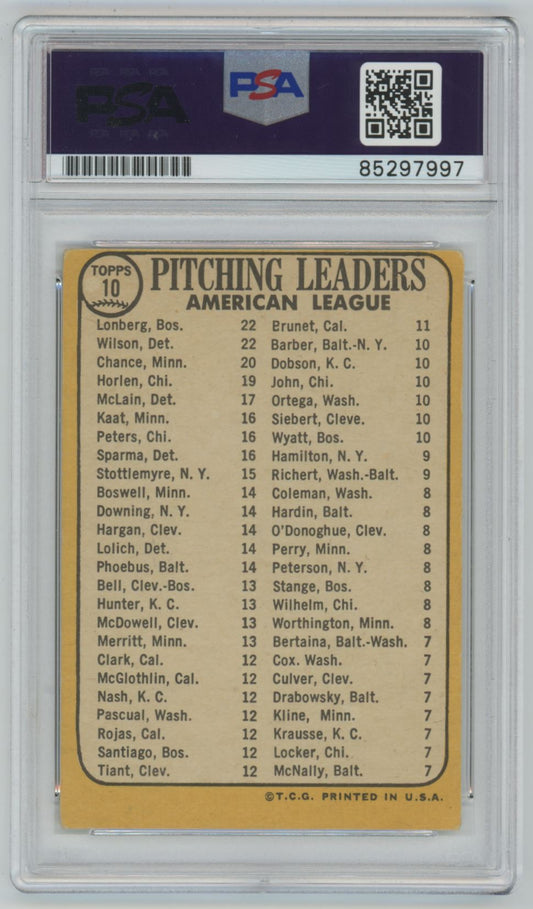 PSA
PSA
85297997
TOPPS
10
PITCHING LEADERS
AMERICAN LEAGUE
Lonberg, Bos. 22 Brunet, Cal. 11
Wilson, Det. 22 Barber, Balt.-N. Y. 10
Chance, Minn. 20 Dobson, K. C. 10
Horlen, Chi. 19 John, Chi. 10
McLain, Det. 17 Ortega, Wash. 10
Kaat, Minn. 16 Siebert, Cleve. 10
Peters, Chi. 16 Wyatt, Bos. 10
Sparma, Det. 16 Hamilton, N. Y. 9
Stottlemyre, N. Y. 15 Richert, Wash.-Balt. 9
Boswell, Minn. 14 Coleman, Wash. 8
Downing, N. Y. 14 Hardin, Balt. 8
Hargan, Clev. 14 O'Donoghue, Clev. 8
Lolich, Det. 14 Perry, Minn. 8
Phoebus, Balt. 14 Peterson, N. Y. 8
Bell, Clev.-Bos. 13 Stange, Bos. 8
Hunter, K. C. 13 Wilhelm, Chi. 8
McDowell, Clev. 13 Worthington, Minn. 8
Merritt, Minn. 13 Bertaina, Balt.-Wash. 7
Clark, Cal. 12 Cox. Wash. 7
McGlothlin, Cal. 12 Culver, Clev. 7
Nash, K. C. 12 Drabowsky, Balt. 7
Pascual, Wash. 12 Kline, Minn. 7
Rojas, Cal. 12 Krausse, K. C. 7
Santiago, Bos. 12 Locker, Chi. 7
Tiant, Clev. 12 McNally, Balt. 7
©T.C.G. PRINTED IN U.S.A.